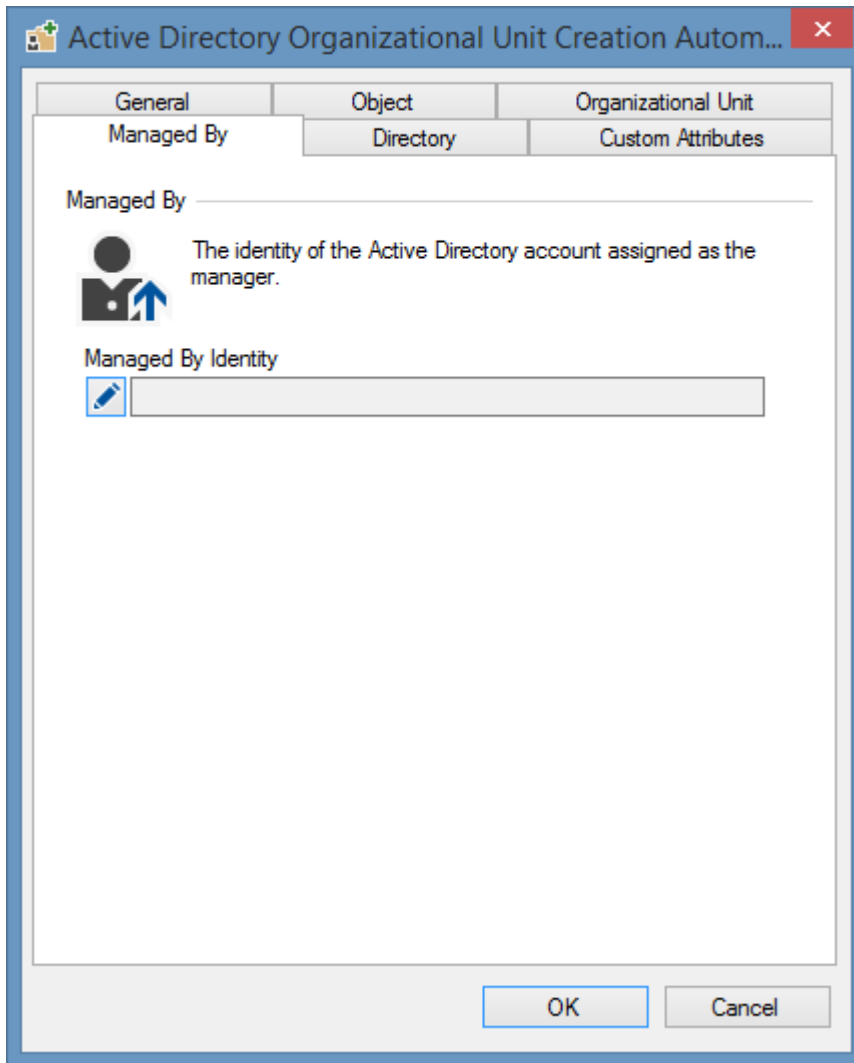 Active Directory Organizational Unit Creation Autom...
General
Object
Organizational Unit
Managed By
Directory
Custom Attributes
Managed By
The identity of the Active Directory account assigned as the
manager.
Managed By Identity
OK
Cancel